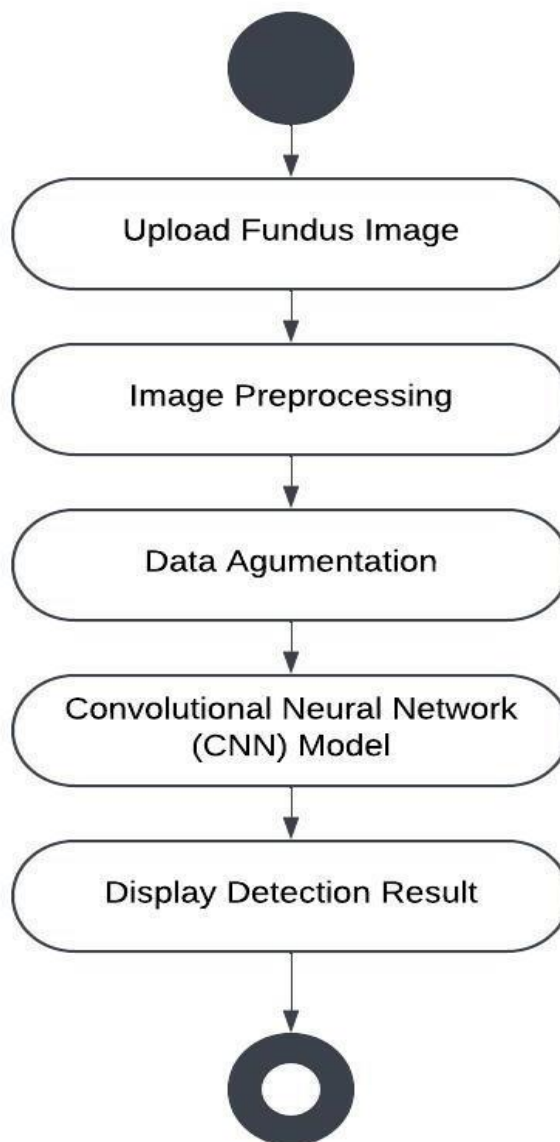 Upload Fundus Image
Image Preprocessing
Data Agumentation
Convolutional Neural Network
(CNN) Model
Display Detection Result